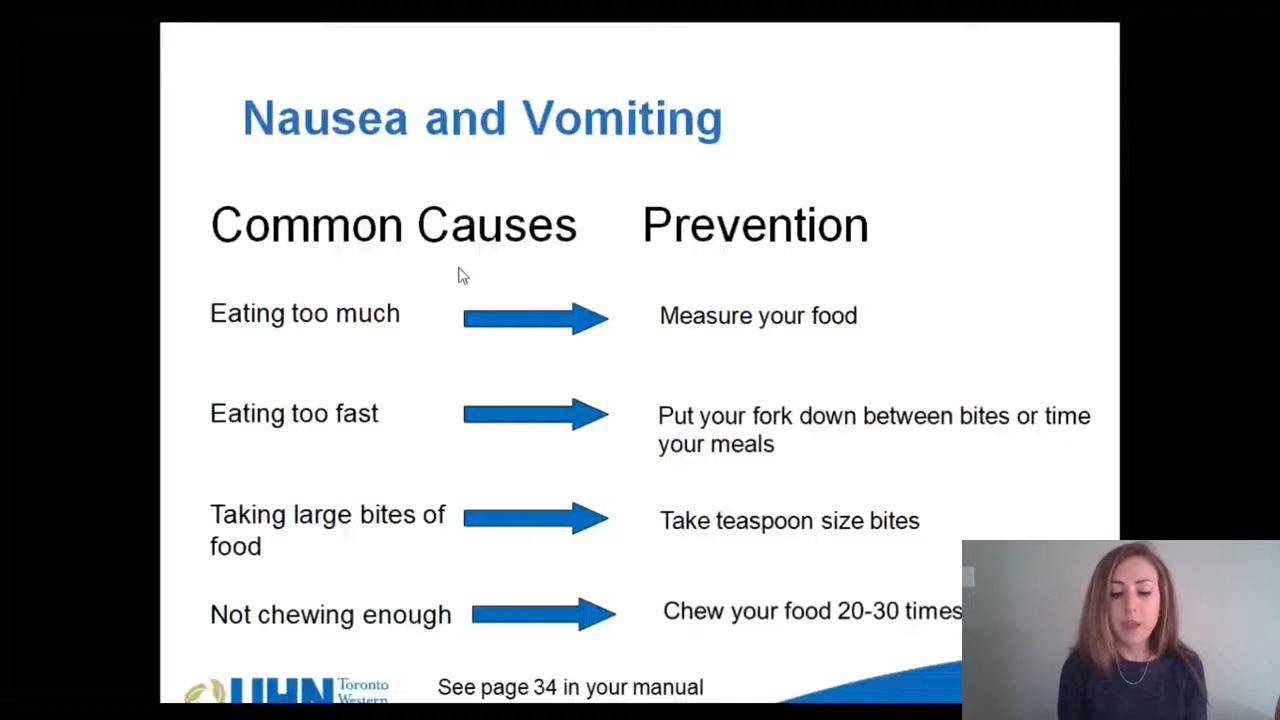 Nausea and Vomiting
Common Causes
Prevention
Eating too much
Measure your food
Eating too fast
Put your fork down between bites or time
your meals
Taking large bites of
food
Take teaspoon size bites
Not chewing enough
Chew your food 20-30 times
UHN
Toronto
Western
See page 34 in your manual